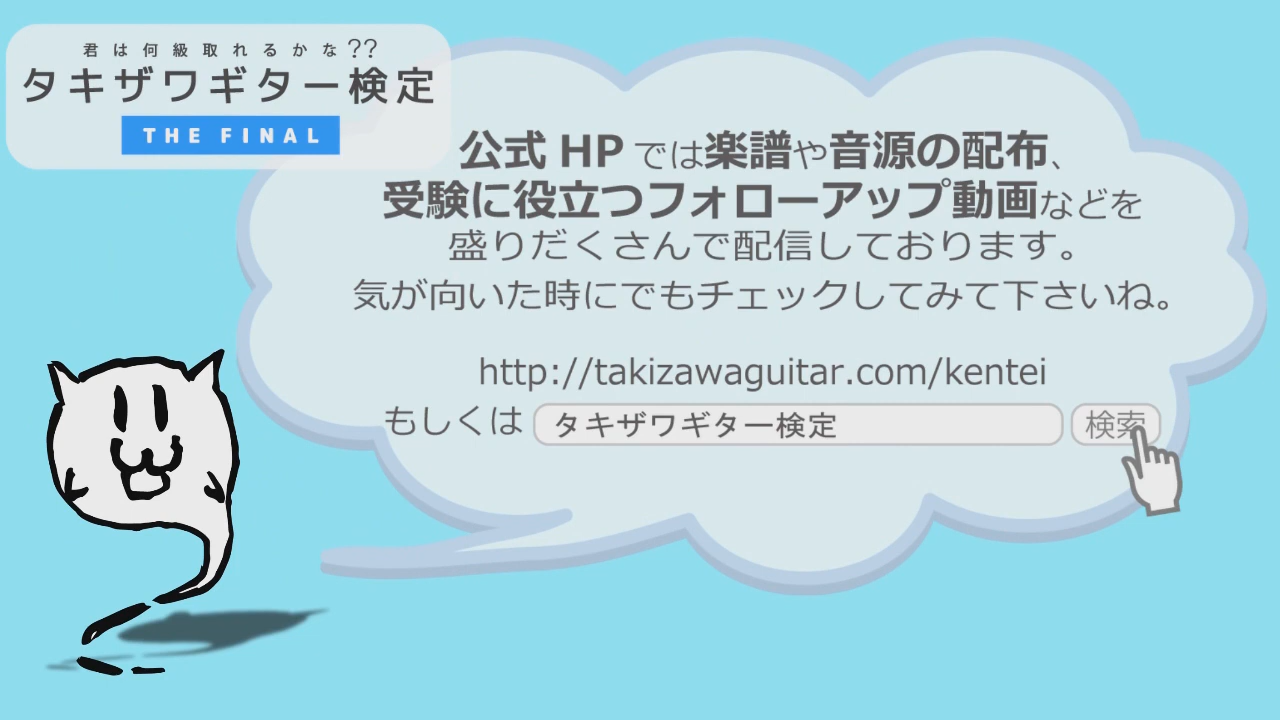 君は何級取れるかな??
タキザワギター検定
THE FINAL
公式 HP では楽譜や音源の配布、
受験に役立つフォローアップ動画などを
盛りだくさんで配信しております。
気が向いた時にでもチェックしてみて下さいね。
http://takizawaguitar.com/kentei
もしくは タキザワギター検定 検索